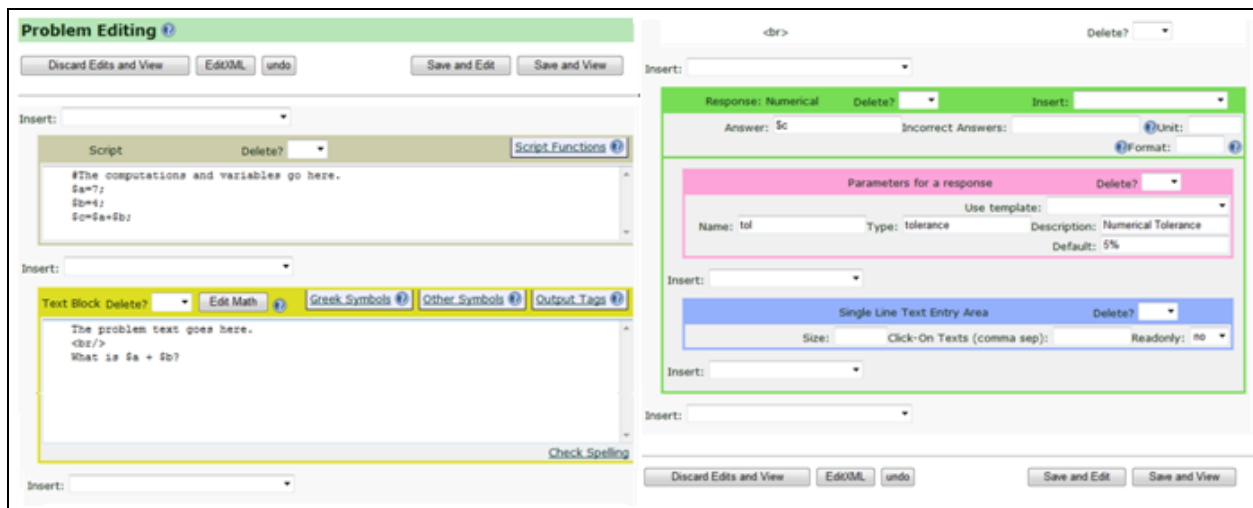 Problem Editing
Discard Edits and View EditXML undo Save and Edit Save and View
Insert:
Script Delete? Script Functions
#The computations and variables go here.
$a=7;
$b=4;
$c=$a+$b;
Insert:
Text Block Delete? Edit Math Greek Symbols Other Symbols Output Tags
The problem text goes here.
<br/>
What is $a + $b?
Check Spelling
Insert:
<br> Delete?
Insert:
Response: Numerical Delete? Insert:
Answer: $c Incorrect Answers: Unit:
Format:
Parameters for a response Delete?
Use template:
Name: tol Type: tolerance Description: Numerical Tolerance
Default: 5%
Insert:
Single Line Text Entry Area Delete?
Size: Click-On Texts (comma sep): Readonly: no
Insert:
Insert:
Discard Edits and View EditXML undo Save and Edit Save and View